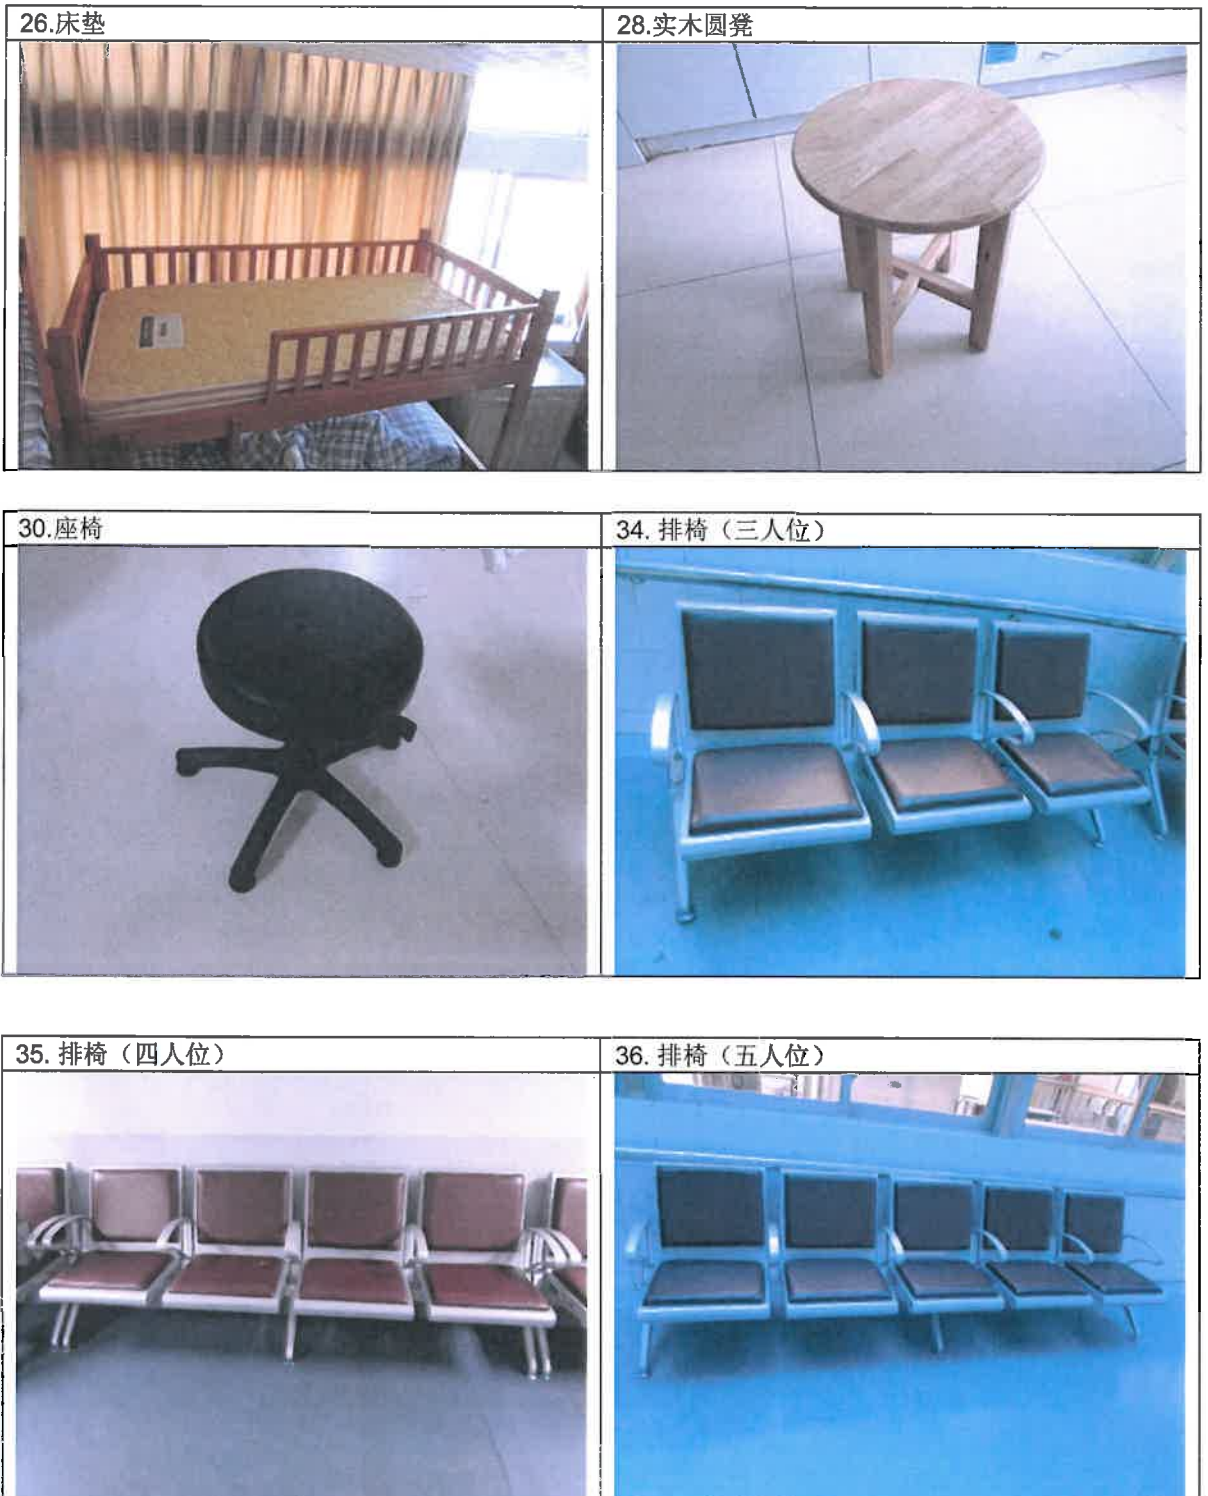 26.床垫
28.实木圆凳
30.座椅
34. 排椅（三人位）
35. 排椅（四人位）
36. 排椅（五人位）